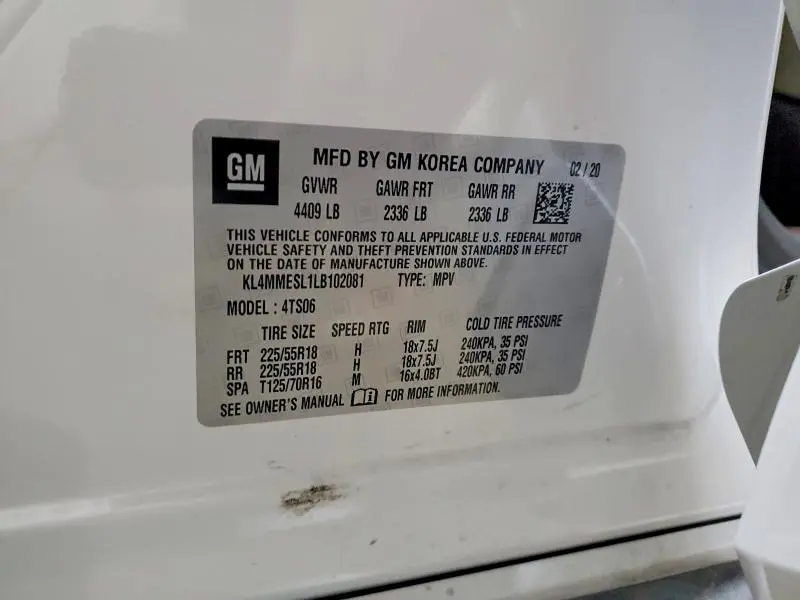 GM
MFD BY GM KOREA COMPANY 02/20
GVWR GAWR FRT GAWR RR
4409 LB 2336 LB 2336 LB
THIS VEHICLE CONFORMS TO ALL APPLICABLE U.S. FEDERAL MOTOR
VEHICLE SAFETY AND THEFT PREVENTION STANDARDS IN EFFECT
ON THE DATE OF MANUFACTURE SHOWN ABOVE.
KL4MMESL1LB102081 TYPE: MPV
MODEL: 4TS06
TIRE SIZE SPEED RTG RIM COLD TIRE PRESSURE
FRT 225/55R18 H 18x7.5J 240KPA, 35 PSI
RR 225/55R18 H 18x7.5J 240KPA, 35 PSI
SPA T125/70R16 M 16x4.0BT 420KPA, 60 PSI
SEE OWNER'S MANUAL FOR MORE INFORMATION.